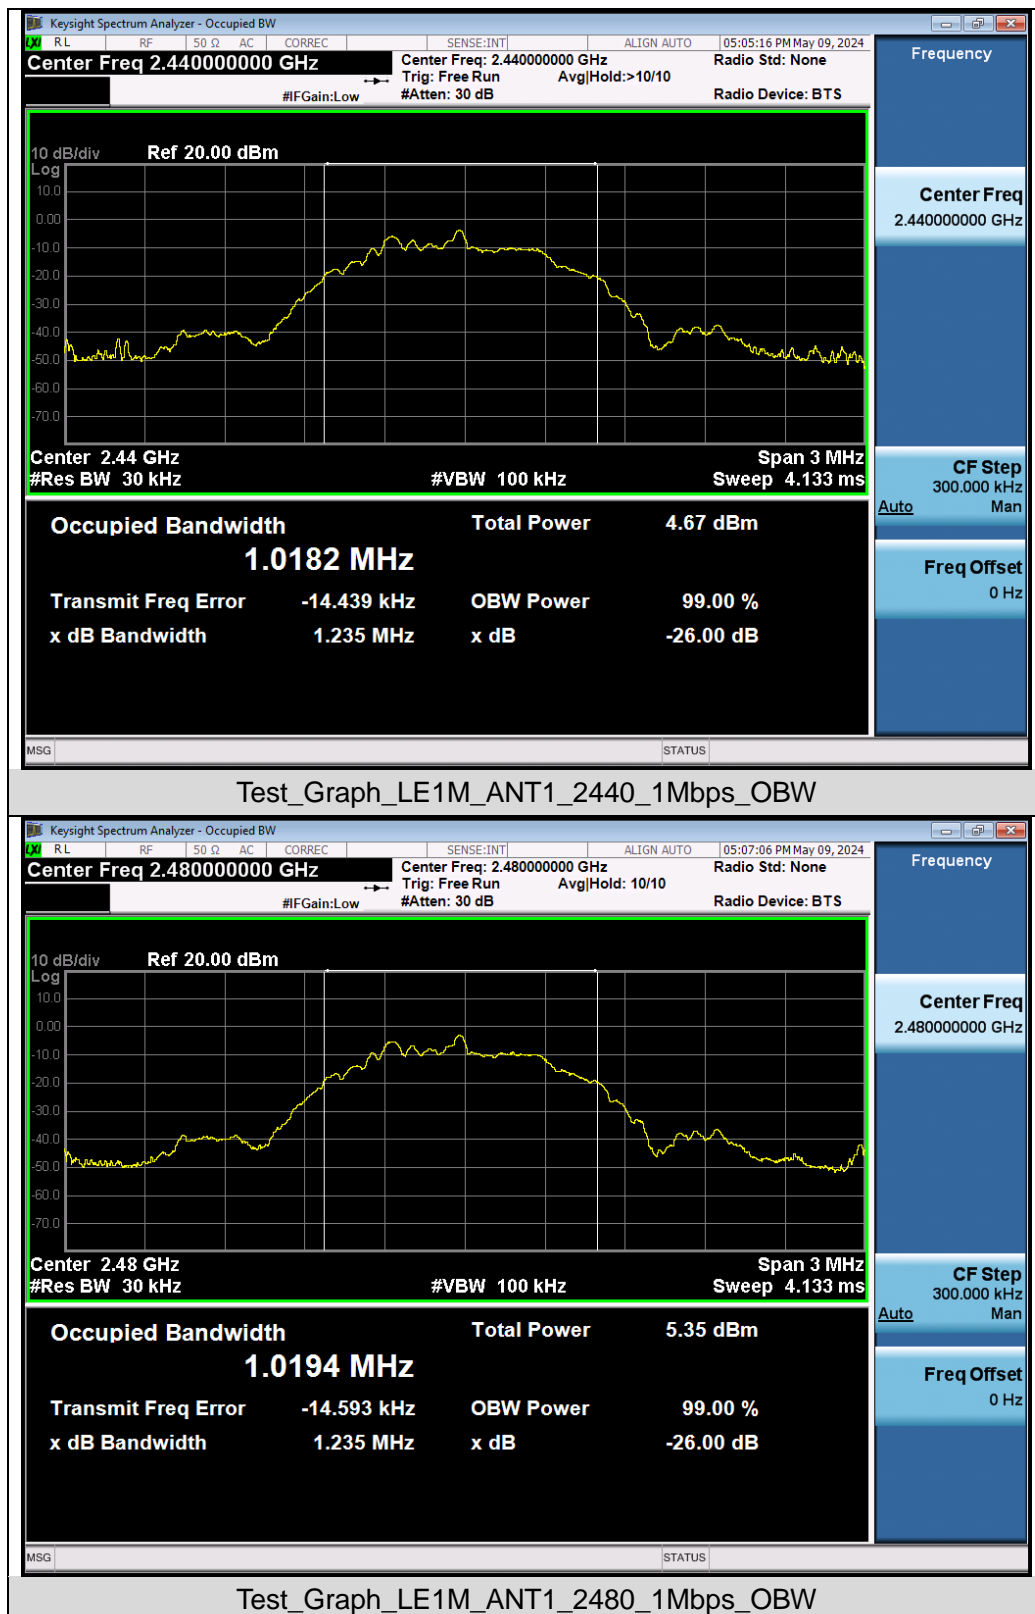 Keysight Spectrum Analyzer - Occupied BW
LXI RL RF 50 Ω AC CORREC SENSE:INT ALIGN AUTO 05:05:16 PM May 09, 2024
Center Freq 2.440000000 GHz Center Freq: 2.440000000 GHz Radio Std: None
Trig: Free Run Avg|Hold:>10/10
#IFGain:Low #Atten: 30 dB Radio Device: BTS
Frequency
10 dB/div Ref 20.00 dBm
Log
10.0
0.00
-10.0
-20.0
-30.0
-40.0
-50.0
-60.0
-70.0
Center 2.44 GHz Span 3 MHz
#Res BW 30 kHz #VBW 100 kHz Sweep 4.133 ms
Center Freq
2.440000000 GHz
CF Step
300.000 kHz
Auto Man
Freq Offset
0 Hz
Occupied Bandwidth Total Power 4.67 dBm
1.0182 MHz
Transmit Freq Error -14.439 kHz OBW Power 99.00 %
x dB Bandwidth 1.235 MHz x dB -26.00 dB
MSG STATUS
Test_Graph_LE1M_ANT1_2440_1Mbps_OBW
Keysight Spectrum Analyzer - Occupied BW
LXI RL RF 50 Ω AC CORREC SENSE:INT ALIGN AUTO 05:07:06 PM May 09, 2024
Center Freq 2.480000000 GHz Center Freq: 2.480000000 GHz Radio Std: None
Trig: Free Run Avg|Hold: 10/10
#IFGain:Low #Atten: 30 dB Radio Device: BTS
Frequency
10 dB/div Ref 20.00 dBm
Log
10.0
0.00
-10.0
-20.0
-30.0
-40.0
-50.0
-60.0
-70.0
Center 2.48 GHz Span 3 MHz
#Res BW 30 kHz #VBW 100 kHz Sweep 4.133 ms
Center Freq
2.480000000 GHz
CF Step
300.000 kHz
Auto Man
Freq Offset
0 Hz
Occupied Bandwidth Total Power 5.35 dBm
1.0194 MHz
Transmit Freq Error -14.593 kHz OBW Power 99.00 %
x dB Bandwidth 1.235 MHz x dB -26.00 dB
MSG STATUS
Test_Graph_LE1M_ANT1_2480_1Mbps_OBW